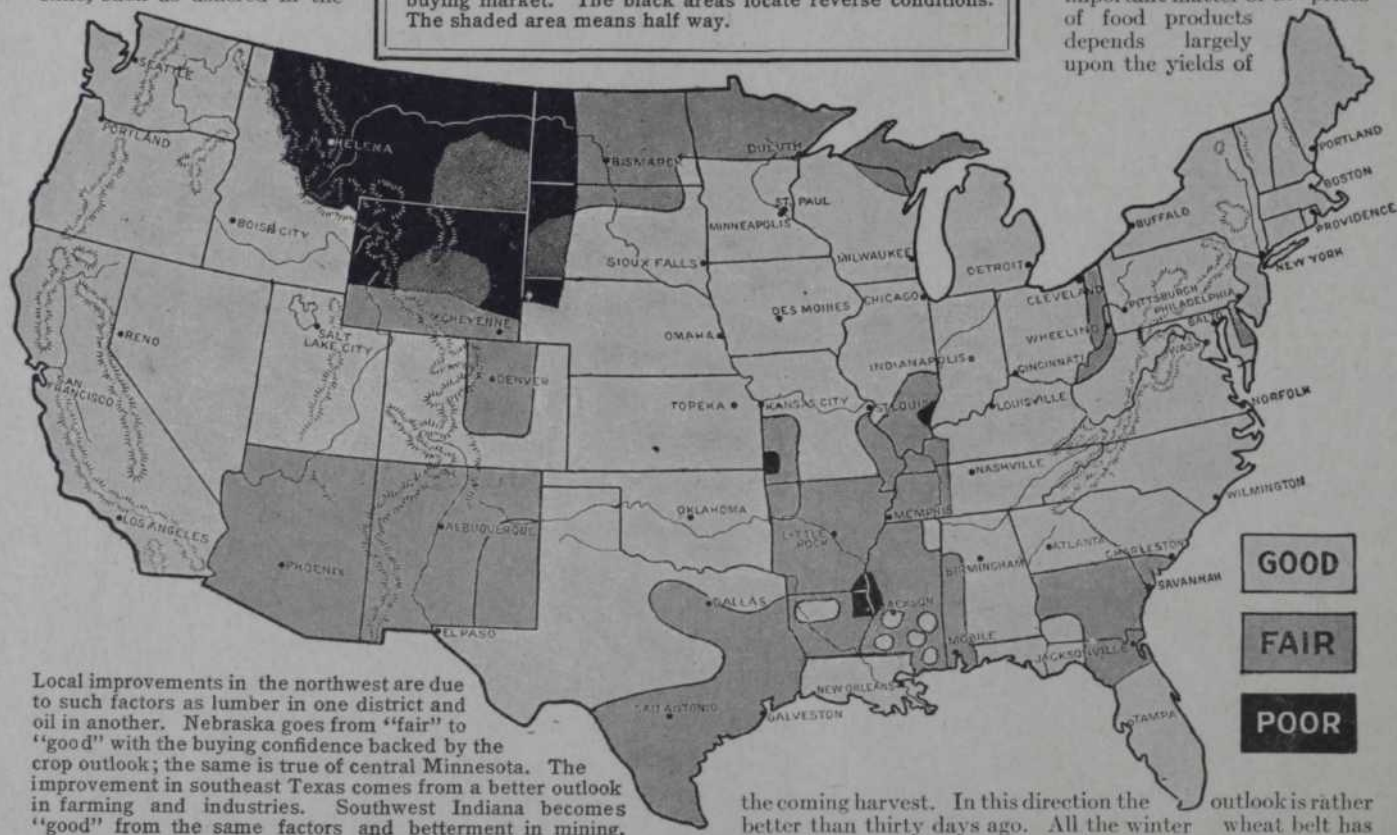 buying market. The black areas locate reverse conditions.
The shaded area means half way.
of food products
depends largely
upon the yields of
SEATTLE
PORTLAND
HELENA
BISMARCK
DULUTH
PORTLAND
BOSTON
PROVIDENCE
NEW YORK
BUFFALO
BOISE CITY
ST. PAUL
MINNEAPOLIS
MILWAUKEE
DETROIT
SIOUX FALLS
CHEYENNE
DES MOINES
CHICAGO
CLEVELAND
PITTSBURGH
PHILADELPHIA
BALTO
WASH
RENO
SALT
LAKE CITY
OMAHA
WHEELING
INDIANAPOLIS
CINCINNATI
DENVER
SAN
FRANCISCO
TOPEKA
KANSAS CITY
ST. LOUIS
LOUISVILLE
NORFOLK
NASHVILLE
WILMINGTON
LOS ANGELES
ALBUQUERQUE
OKLAHOMA
MEMPHIS
LITTLE
ROCK
ATLANTA
CHARLESTON
BIRMINGHAM
SAVANNAH
PHOENIX
DALLAS
JACKSON
EL PASO
MOBILE
JACKSONVILLE
NEW ORLEANS
SAN ANTONIO
GALVESTON
TAMPA
GOOD
FAIR
POOR
Local improvements in the northwest are due
to such factors as lumber in one district and
oil in another. Nebraska goes from "fair" to
"good" with the buying confidence backed by the
crop outlook; the same is true of central Minnesota. The
improvement in southeast Texas comes from a better outlook
in farming and industries. Southwest Indiana becomes
"good" from the same factors and betterment in mining.
the coming harvest. In this direction the outlook is rather
better than thirty days ago. All the winter wheat belt has